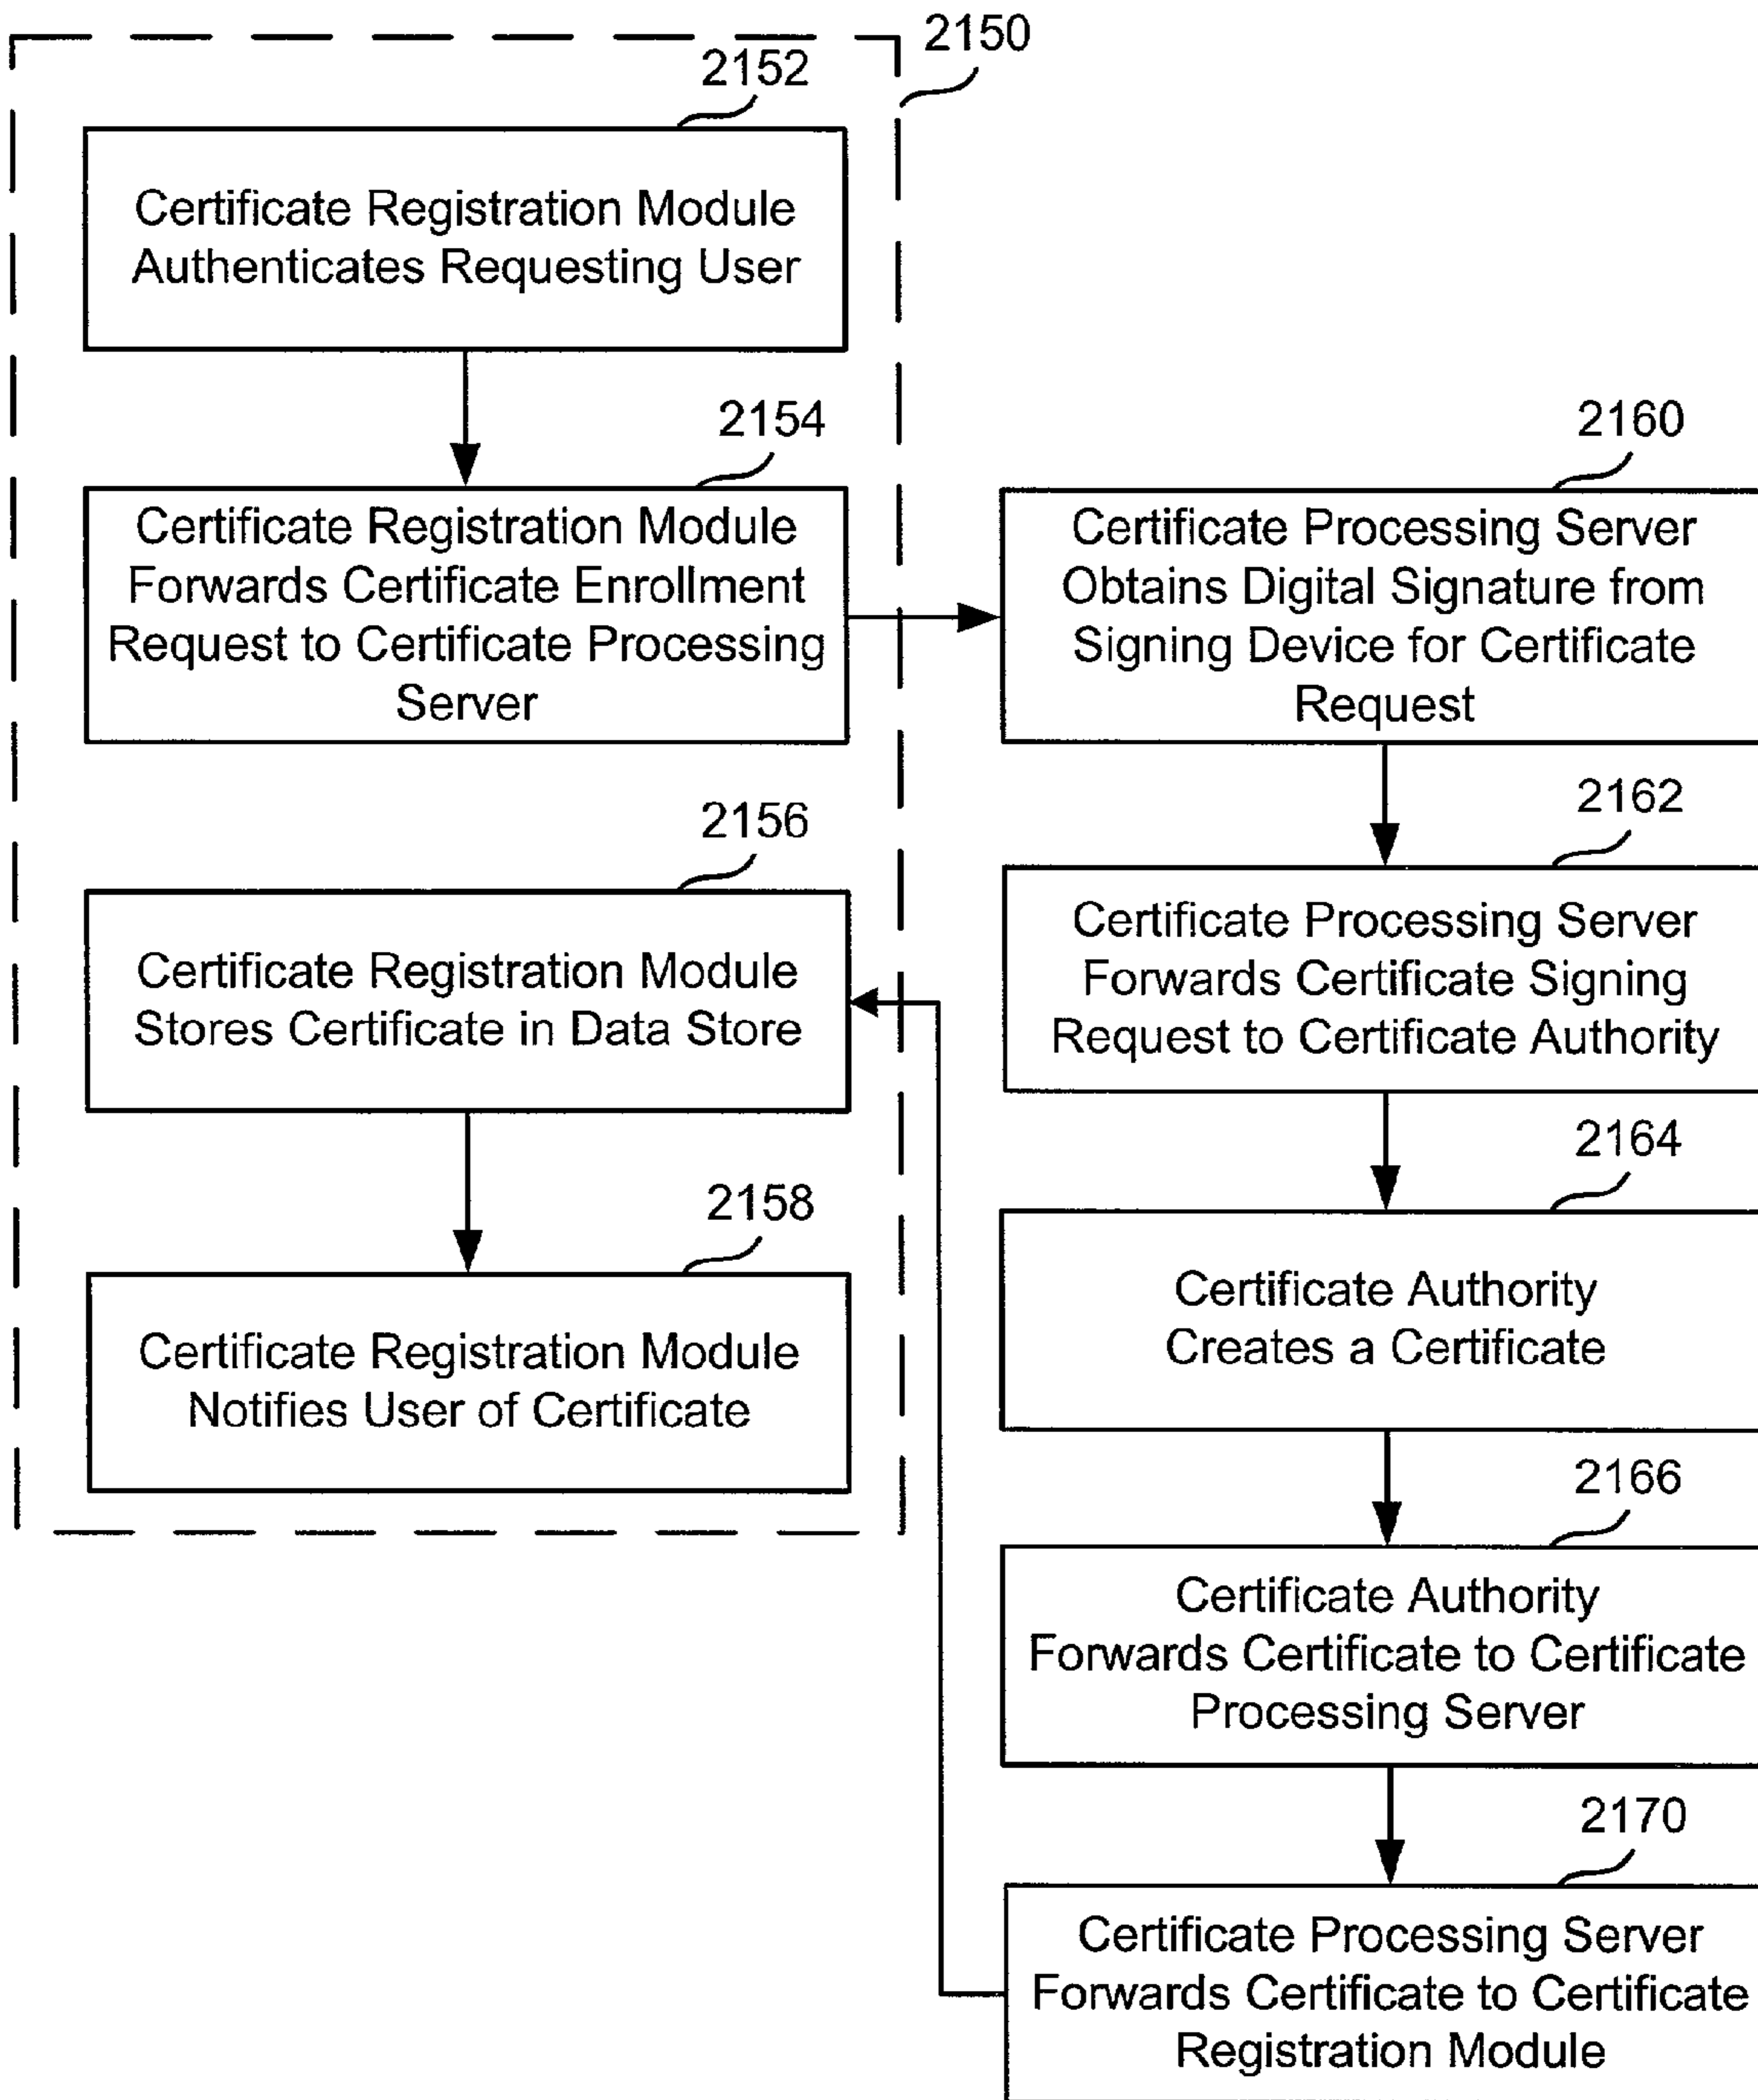 2150
2152
Certificate Registration Module
Authenticates Requesting User
2154
Certificate Registration Module
Forwards Certificate Enrollment
Request to Certificate Processing
Server
2156
Certificate Registration Module
Stores Certificate in Data Store
2158
Certificate Registration Module
Notifies User of Certificate
2160
Certificate Processing Server
Obtains Digital Signature from
Signing Device for Certificate
Request
2162
Certificate Processing Server
Forwards Certificate Signing
Request to Certificate Authority
2164
Certificate Authority
Creates a Certificate
2166
Certificate Authority
Forwards Certificate to Certificate
Processing Server
2170
Certificate Processing Server
Forwards Certificate to Certificate
Registration Module